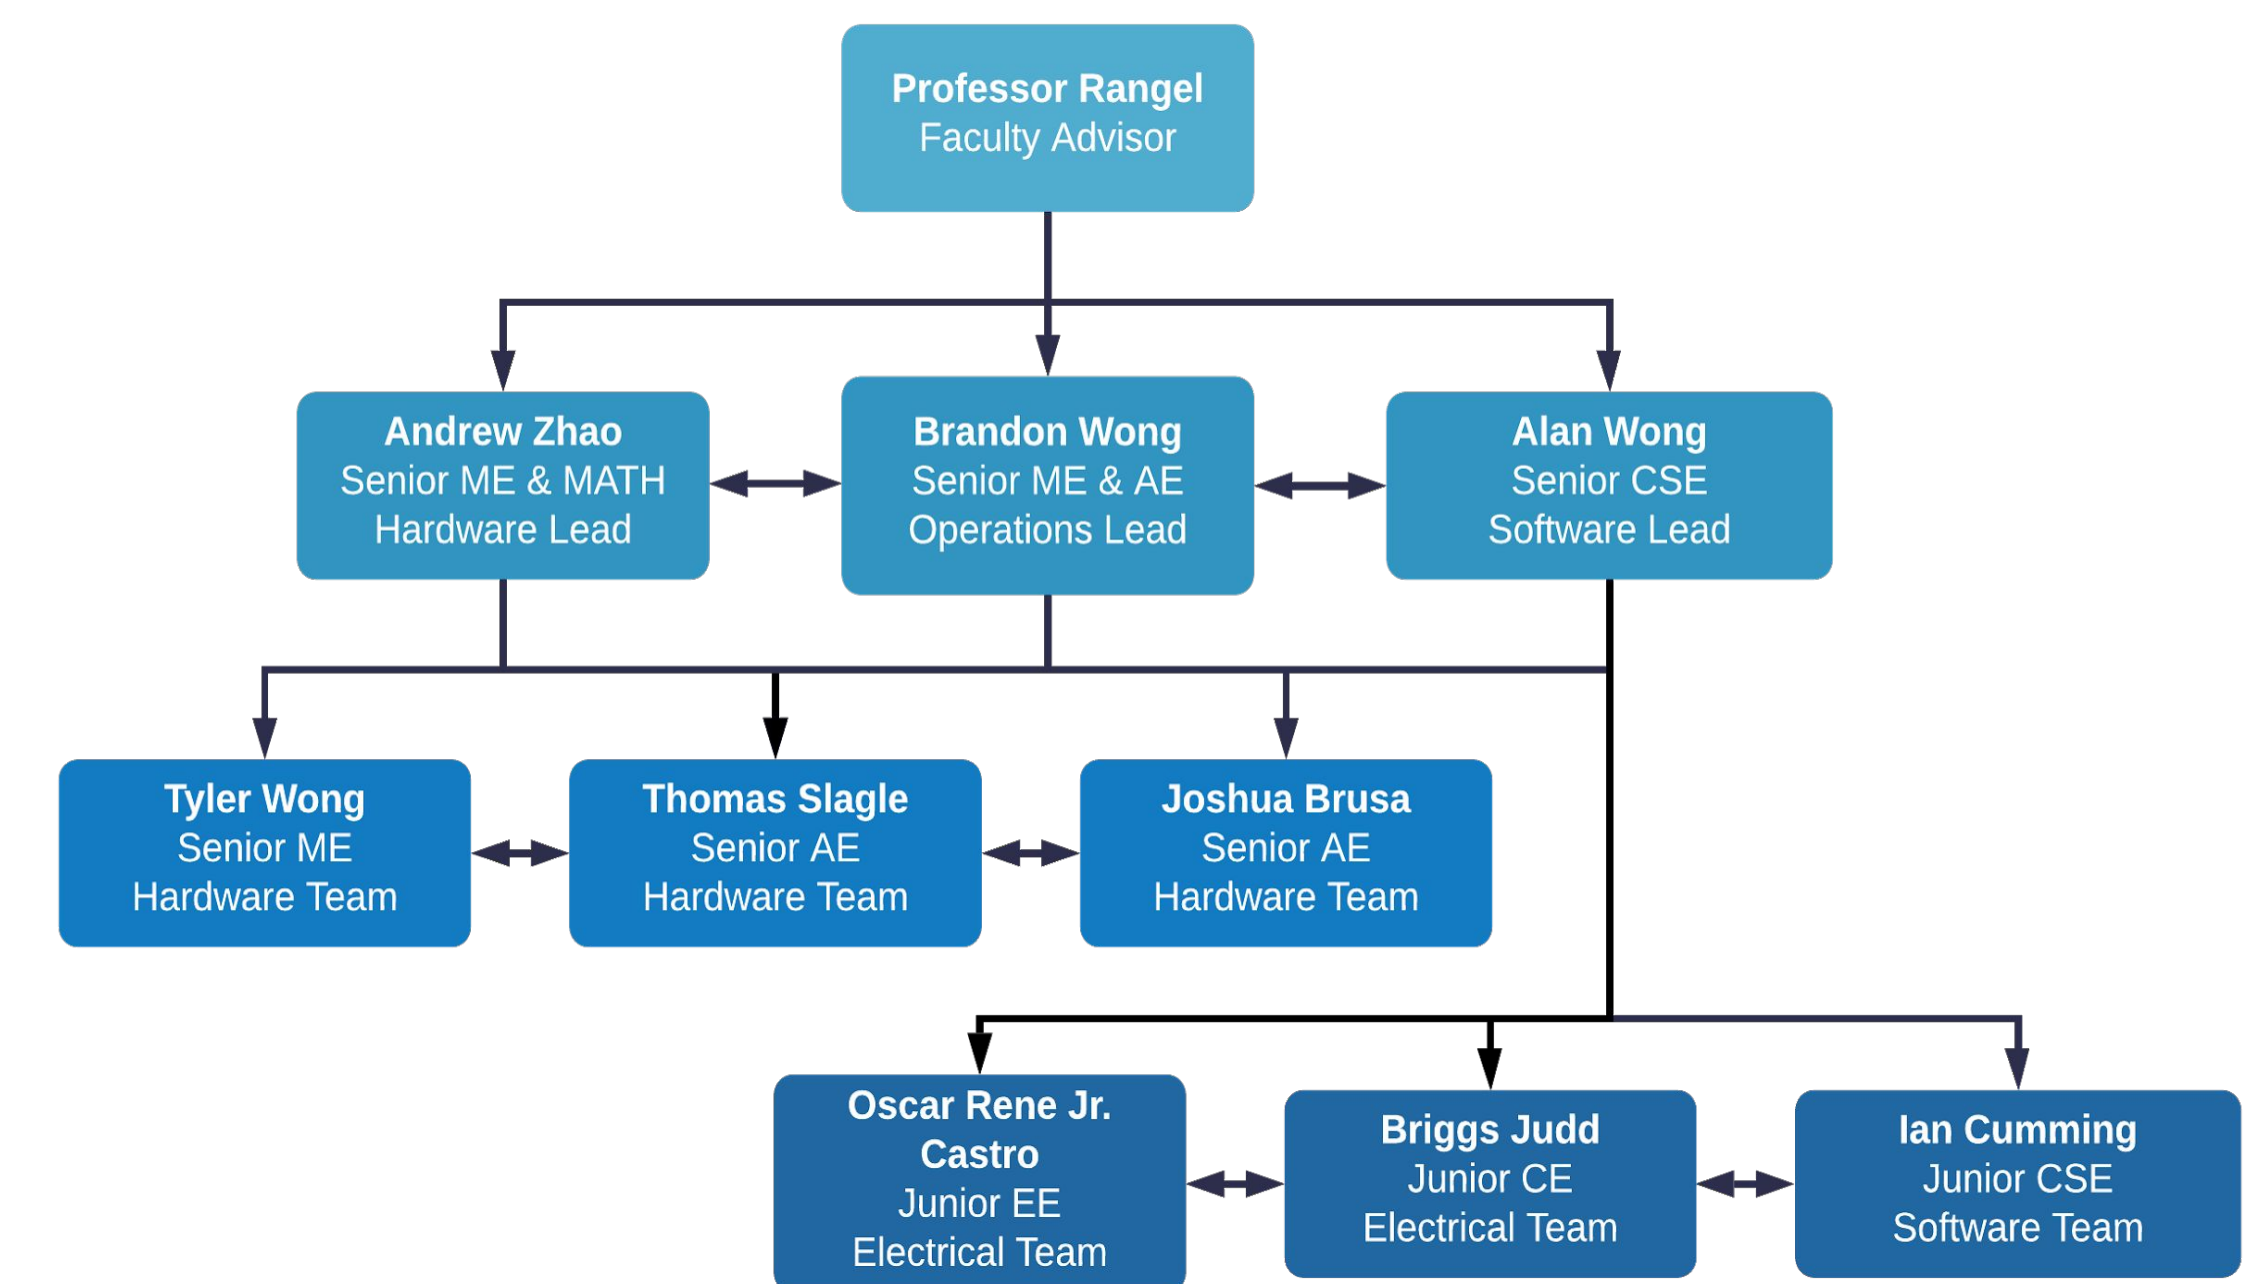 Professor Rangel
Faculty Advisor
Andrew Zhao
Senior ME & MATH
Hardware Lead
Brandon Wong
Senior ME & AE
Operations Lead
Alan Wong
Senior CSE
Software Lead
Tyler Wong
Senior ME
Hardware Team
Thomas Slagle
Senior AE
Hardware Team
Joshua Brusa
Senior AE
Hardware Team
Oscar Rene Jr.
Castro
Junior EE
Electrical Team
Briggs Judd
Junior CE
Electrical Team
Ian Cumming
Junior CSE
Software Team